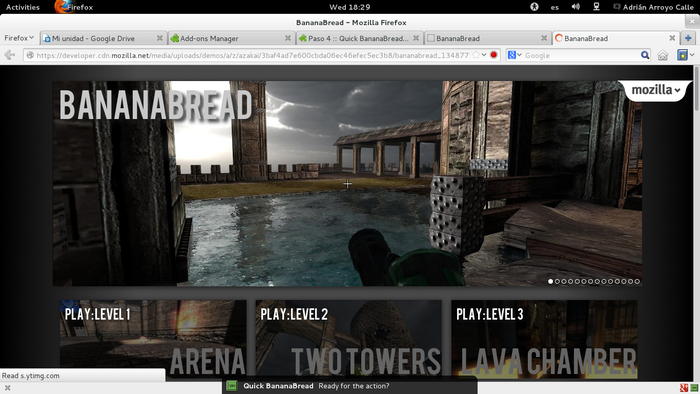 Activities Firefox Wed 18:29 es Adrián Arroyo Calle
BananaBread - Mozilla Firefox
Firefox Mi unidad - Google Drive Add-ons Manager Paso 4 :: Quick BananaBread... BananaBread BananaBread
https://developer.cdn.mozilla.net/media/uploads/demos/a/z/azakai/3baf4ad7e600cbda06ec46efec5ec3b8/bananabread_134877 Google
BANANABREAD
mozilla
PLAY: LEVEL 1 PLAY: LEVEL 2 PLAY: LEVEL 3
ARENA TWO TOWERS LAVA CHAMBER
Read s.ytimg.com
Quick BananaBread Ready for the action?